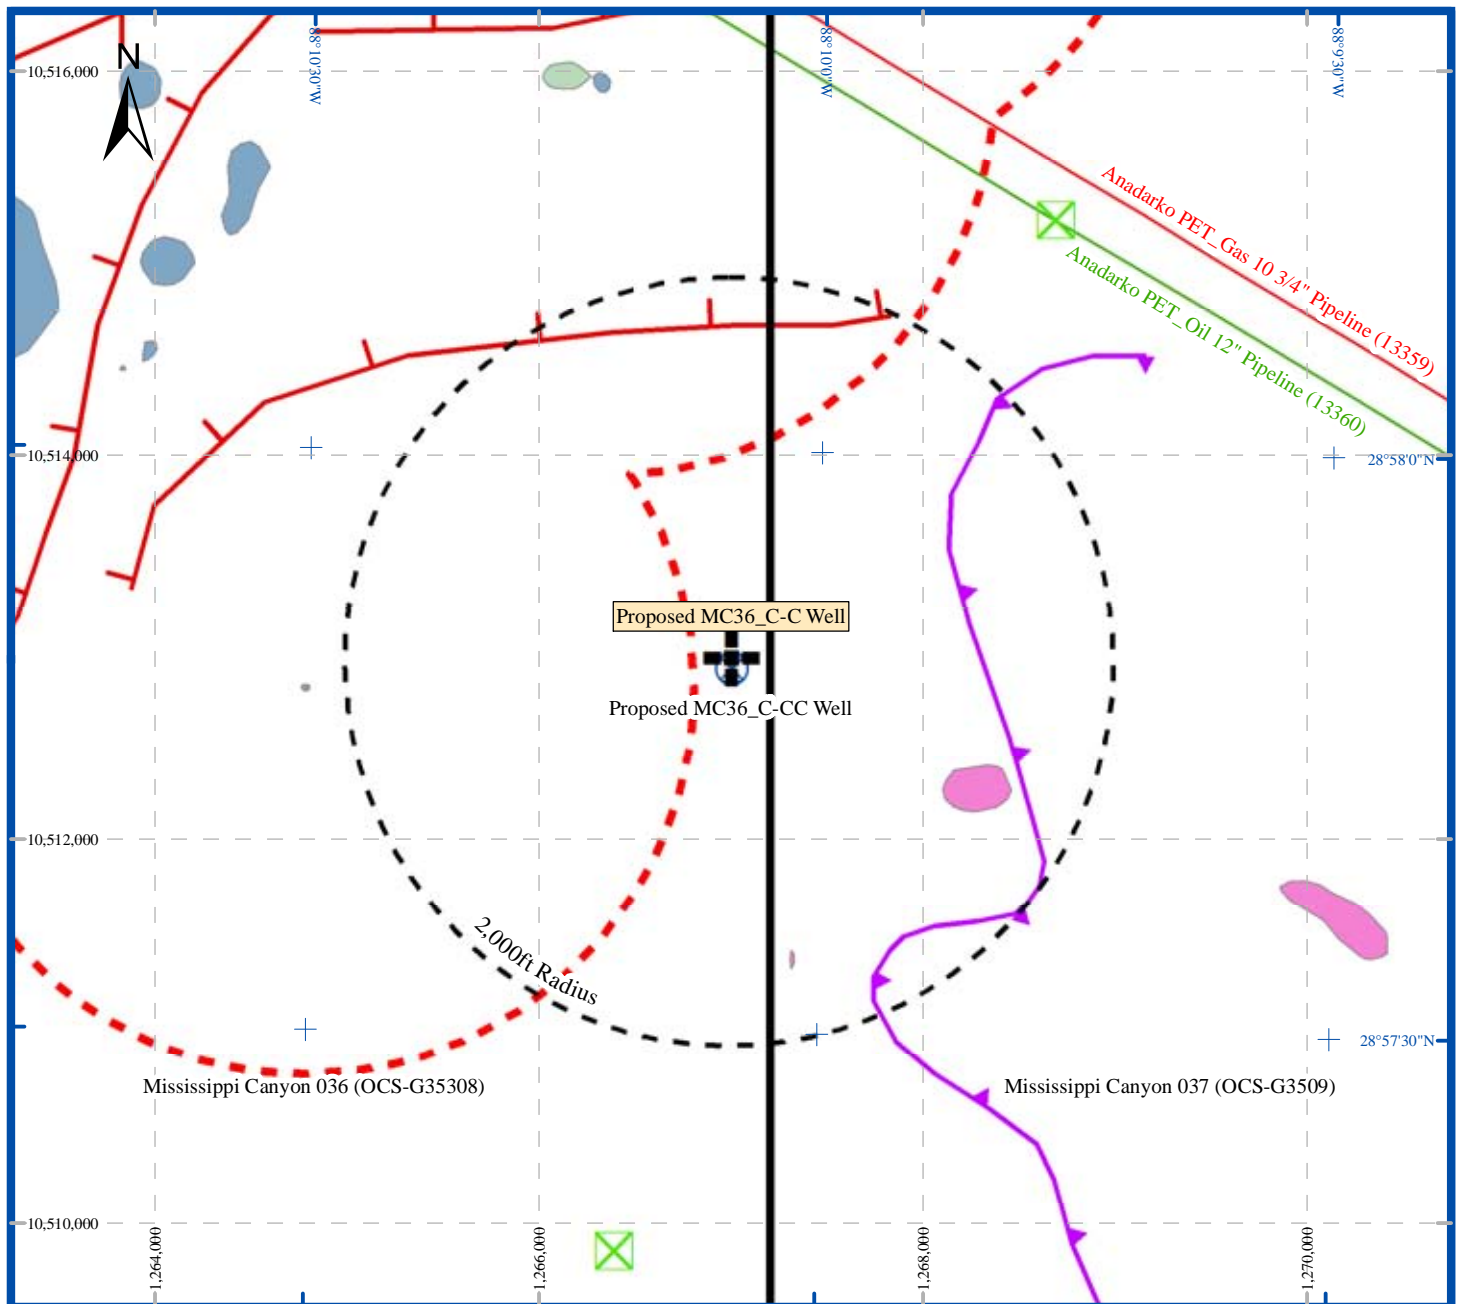 N
88°10'30"W
88°10'0"W
88°9'30"W
10,516,000
Anadarko PET_Gas 10 3/4" Pipeline (13359)
Anadarko PET_Oil 12" Pipeline (13360)
10,514,000
28°58'0"N
Proposed MC36_C-C Well
Proposed MC36_C-CC Well
10,512,000
2,000ft Radius
28°57'30"N
Mississippi Canyon 036 (OCS-G35308)
Mississippi Canyon 037 (OCS-G3509)
10,510,000
1,264,000
1,266,000
1,268,000
1,270,000